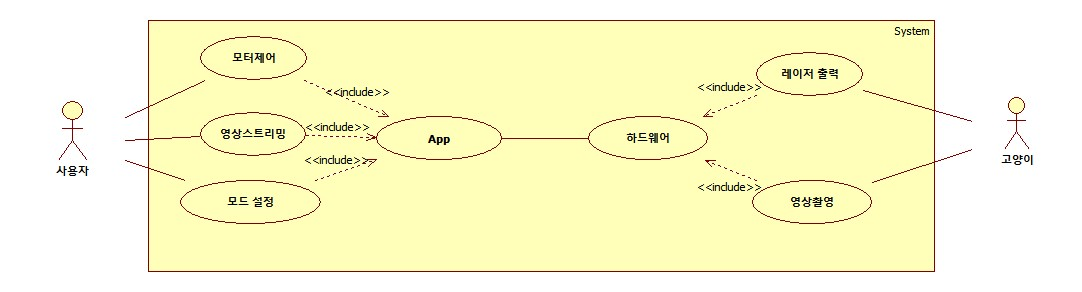 System
모터제어
레이저 출력
<<include>>
<<include>>
영상스트리밍
<<include>>
App
하드웨어
사용자
고양이
<<include>>
<<include>>
모드 설정
영상촬영